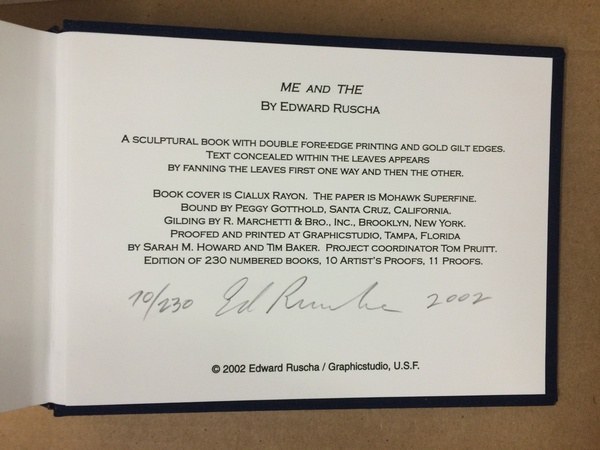 ME AND THE
BY EDWARD RUSCHA
A SCULPTURAL BOOK WITH DOUBLE FORE-EDGE PRINTING AND GOLD GILT EDGES.
TEXT CONCEALED WITHIN THE LEAVES APPEARS
BY FANNING THE LEAVES FIRST ONE WAY AND THEN THE OTHER.
BOOK COVER IS CIALUX RAYON. THE PAPER IS MOHAWK SUPERFINE.
BOUND BY PEGGY GOTTHOLD, SANTA CRUZ, CALIFORNIA.
GILDING BY R. MARCHETTI & BRO., INC., BROOKLYN, NEW YORK.
PROOFED AND PRINTED AT GRAPHICSTUDIO, TAMPA, FLORIDA
BY SARAH M. HOWARD AND TIM BAKER. PROJECT COORDINATOR TOM PRUITT.
EDITION OF 230 NUMBERED BOOKS, 10 ARTIST'S PROOFS, 11 PROOFS.
70/230 Ed Ruscha 2002
© 2002 Edward Ruscha / Graphicstudio, U.S.F.